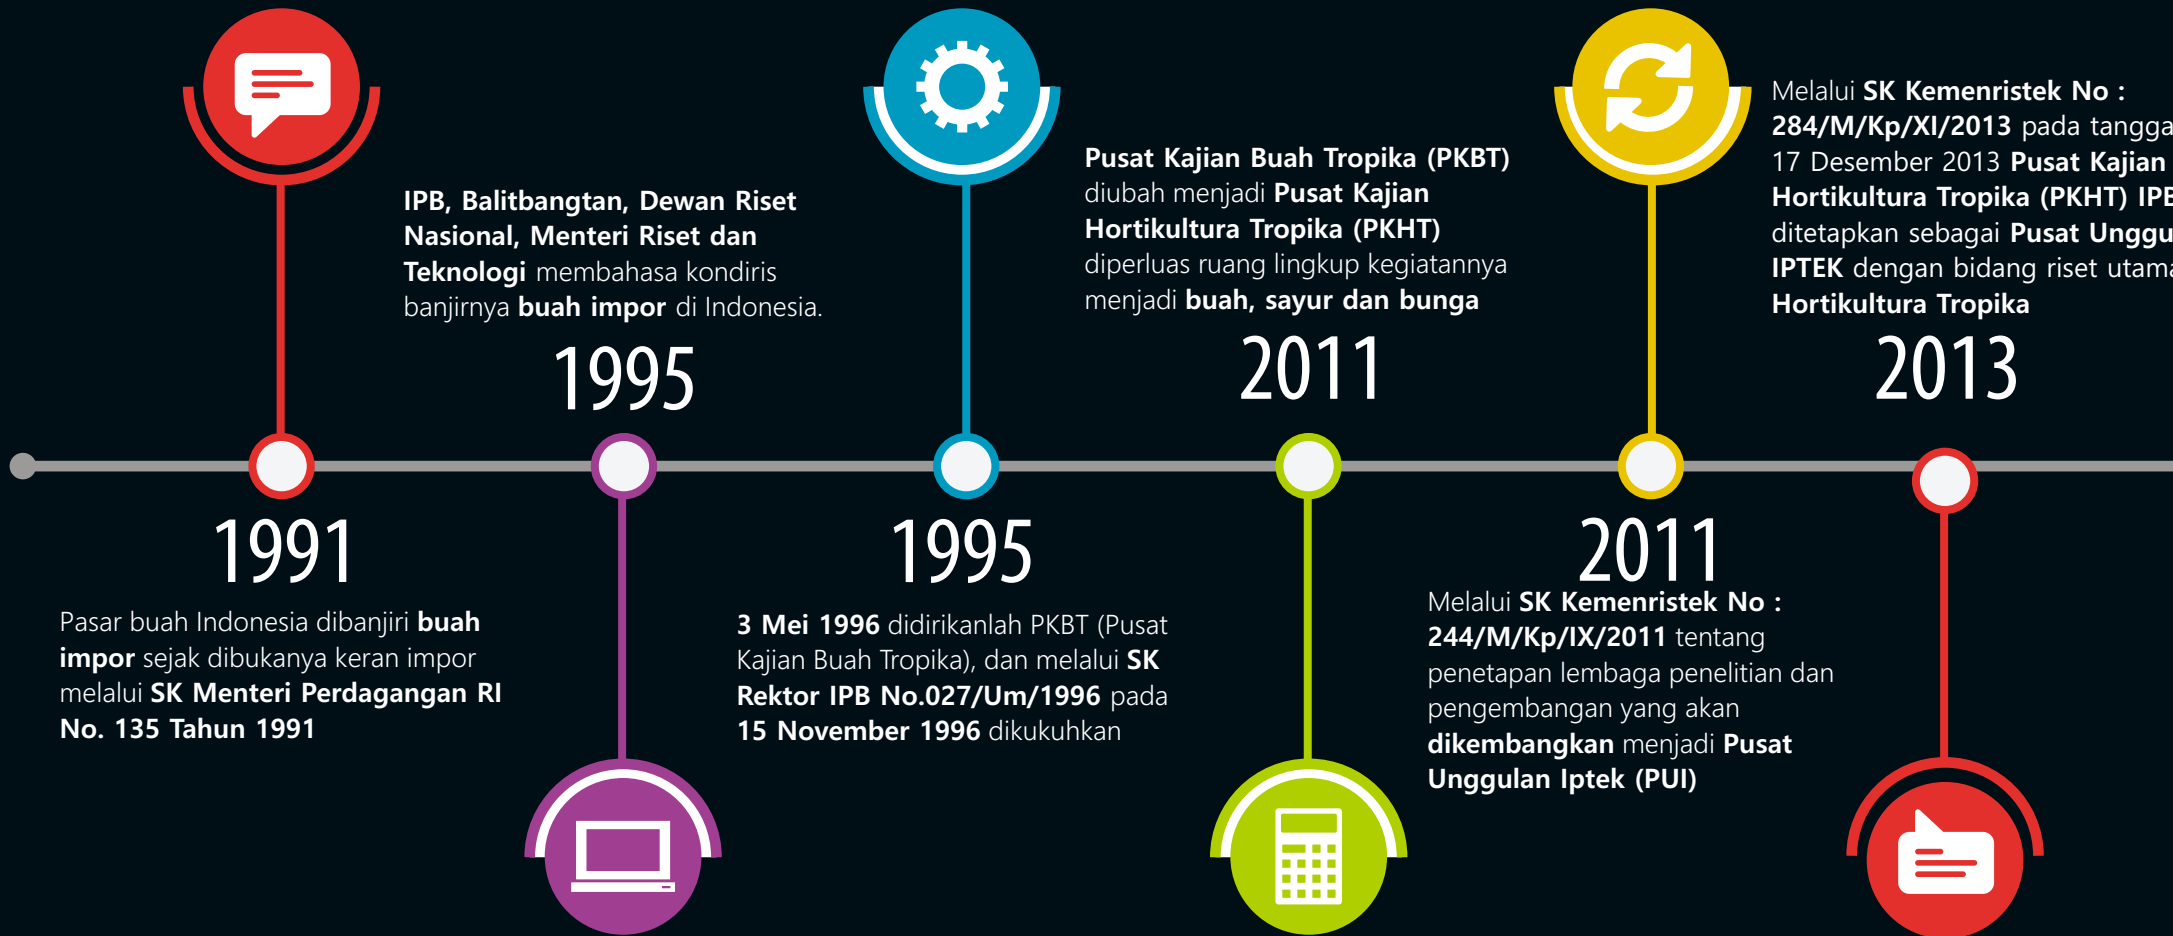 1991
Pasar buah Indonesia dibanjiri buah
impor sejak dibukanya keran impor
melalui SK Menteri Perdagangan RI
No. 135 Tahun 1991
IPB, Balitbangtan, Dewan Riset
Nasional, Menteri Riset dan
Teknologi membahasa kondiris
banjirnya buah impor di Indonesia.
1995
1995
3 Mei 1996 didirikanlah PKBT (Pusat
Kajian Buah Tropika), dan melalui SK
Rektor IPB No.027/Um/1996 pada
15 November 1996 dikukuhkan
Pusat Kajian Buah Tropika (PKBT)
diubah menjadi Pusat Kajian
Hortikultura Tropika (PKHT)
diperluas ruang lingkup kegiatannya
menjadi buah, sayur dan bunga
2011
2011
Melalui SK Kemenristek No :
244/M/Kp/IX/2011 tentang
penetapan lembaga penelitian dan
pengembangan yang akan
dikembangkan menjadi Pusat
Unggulan Iptek (PUI)
Melalui SK Kemenristek No :
284/M/Kp/XI/2013 pada tangga
17 Desember 2013 Pusat Kajian
Hortikultura Tropika (PKHT) IPB
ditetapkan sebagai Pusat Unggu
IPTEK dengan bidang riset utama
Hortikultura Tropika
2013